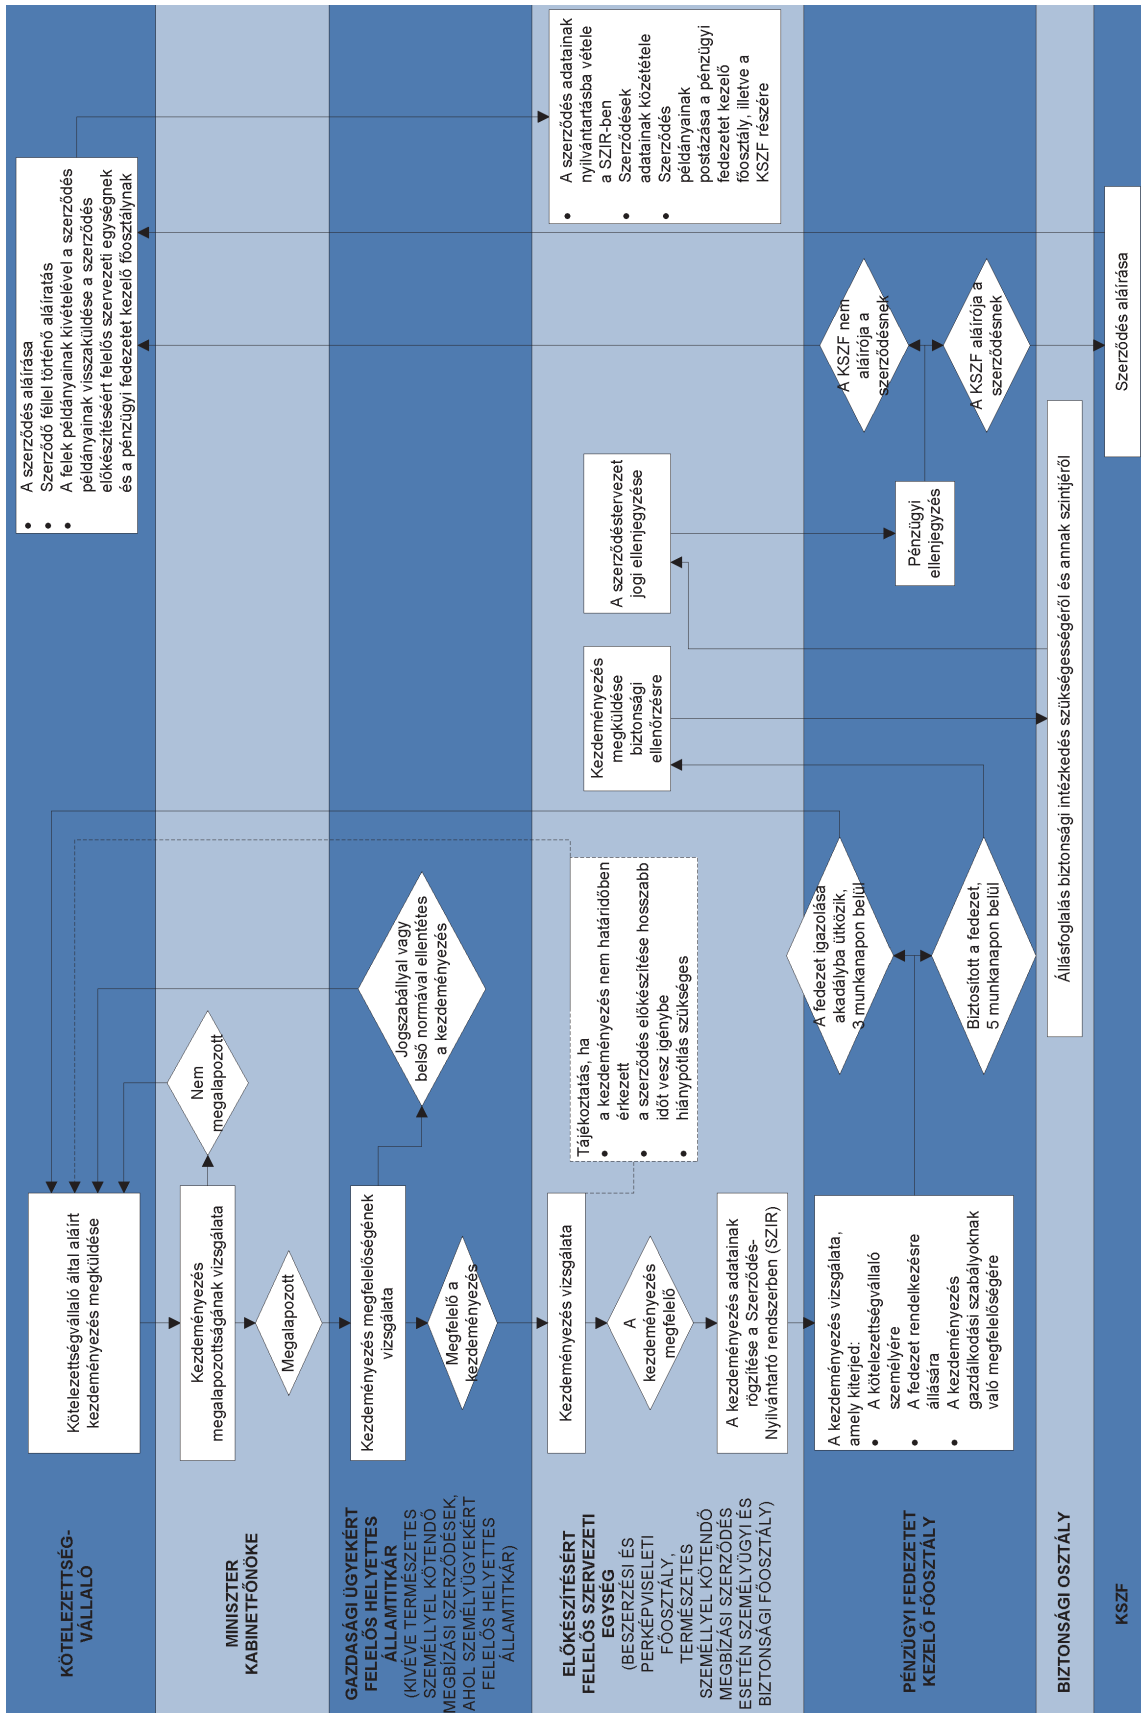 KÖTELEZETTSÉG-
VÁLLALÓ
Kötelezettségvállaló által aláírt
kezdeményezés megküldése
• A szerződés aláírása
• Szerződő féllel történő aláíratás
• A felek példányainak kivételével a szerződés
példányainak visszaküldése a szerződés
előkészítéséért felelős szervezeti egységnek
és a pénzügyi fedezetet kezelő főosztálynak
MINISZTER
KABINETFŐNÖKE
Kezdeményezés
megalapozottságának vizsgálata
Nem
megalapozott
Megalapozott
GAZDASÁGI ÜGYEKÉRT
FELELŐS HELYETTES
ÁLLAMTITKÁR
(KIVÉVE TERMÉSZETES
SZEMÉLLYEL KÖTENDŐ
MEGBÍZÁSI SZERZŐDÉSEK,
AHOL SZEMÉLYÜGYEKÉRT
FELELŐS HELYETTES
ÁLLAMTITKÁR)
Kezdeményezés megfelelőségének
vizsgálata
Jogszabállyal vagy
belső normával ellentétes
a kezdeményezés
Megfelelő a
kezdeményezés
ELŐKÉSZÍTÉSÉRT
FELELŐS SZERVEZETI
EGYSÉG
(BESZERZÉSI ÉS
PERKÉPVISELETI
FŐOSZTÁLY,
TERMÉSZETES
SZEMÉLLYEL KÖTENDŐ
MEGBÍZÁSI SZERZŐDÉS
ESETÉN SZEMÉLYÜGYI ÉS
BIZTONSÁGI FŐOSZTÁLY)
Kezdeményezés vizsgálata
A
kezdeményezés
megfelelő
A kezdeményezés adatainak
rögzítése a Szerződés-
Nyilvántartó rendszerben (SZIR)
Tájékoztatás, ha
• a kezdeményezés nem határidőben
érkezett
• a szerződés előkészítése hosszabb
időt vesz igénybe
• hiánypótlás szükséges
Kezdeményezés
megküldése
biztonsági
ellenőrzésre
A szerződéstervezet
jogi ellenjegyzése
• A szerződés adatainak
nyilvántartásba vétele
a SZIR-ben
• Szerződések
adatainak közzététele
• Szerződés
példányainak
postázása a pénzügyi
fedezetet kezelő
főosztály, illetve a
KSZF részére
PÉNZÜGYI FEDEZETET
KEZELŐ FŐOSZTÁLY
A kezdeményezés vizsgálata,
amely kiterjed:
• A kötelezettségvállaló
személyére
• A fedezet rendelkezésre
állására
• A kezdeményezés
gazdálkodási szabályoknak
való megfelelőségére
A fedezet igazolása
akadályba ütközik,
3 munkanapon belül
Biztosított a fedezet,
5 munkanapon belül
Pénzügyi
ellenjegyzés
A KSZF nem
aláírója a
szerződésnek
A KSZF aláírója a
szerződésnek
BIZTONSÁGI OSZTÁLY
Állásfoglalás biztonsági intézkedés szükségességéről és annak szintjéről
KSZF
Szerződés aláírása